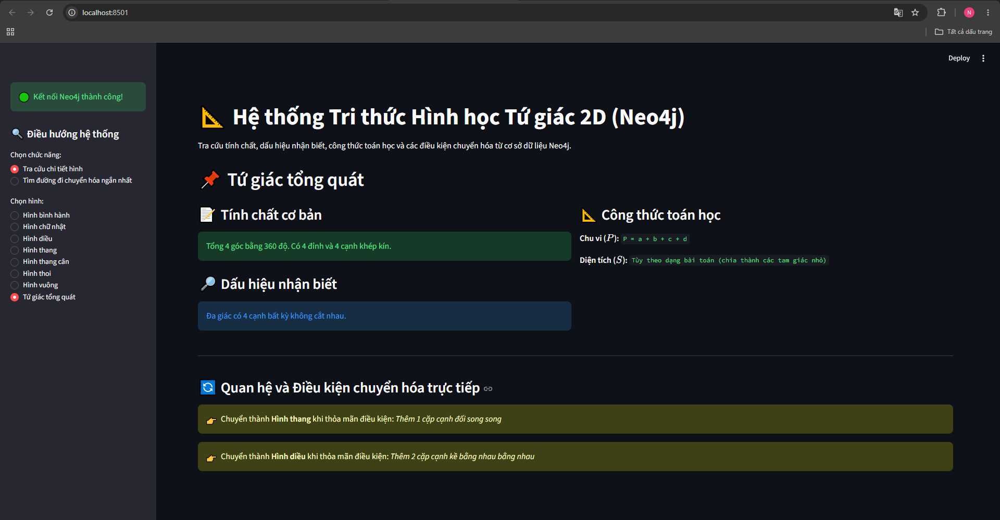 localhost:8501
N
Tất cả dấu trang
Deploy
Kết nối Neo4j thành công!
Điều hướng hệ thống
Chọn chức năng:
Tra cứu chi tiết hình
Tìm đường đi chuyển hóa ngắn nhất
Chọn hình:
Hình bình hành
Hình chữ nhật
Hình diều
Hình thang
Hình thang cân
Hình thoi
Hình vuông
Tứ giác tổng quát
Hệ thống Tri thức Hình học Tứ giác 2D (Neo4j)
Tra cứu tính chất, dấu hiệu nhận biết, công thức toán học và các điều kiện chuyển hóa từ cơ sở dữ liệu Neo4j.
Tứ giác tổng quát
Tính chất cơ bản
Tổng 4 góc bằng 360 độ. Có 4 đỉnh và 4 cạnh khép kín.
Dấu hiệu nhận biết
Đa giác có 4 cạnh bất kỳ không cắt nhau.
Công thức toán học
Chu vi (P): P = a + b + c + d
Diện tích (S): Tùy theo dạng bài toán (chia thành các tam giác nhỏ)
Quan hệ và Điều kiện chuyển hóa trực tiếp
Chuyển thành Hình thang khi thỏa mãn điều kiện: Thêm 1 cặp cạnh đối song song
Chuyển thành Hình diều khi thỏa mãn điều kiện: Thêm 2 cặp cạnh kề bằng nhau bằng nhau